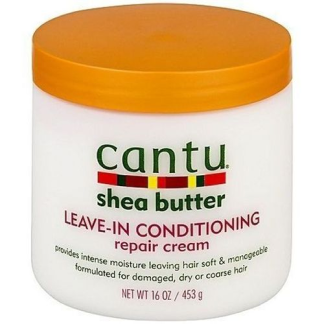 cantu®
shea butter
LEAVE-IN CONDITIONING
repair cream
provides intense moisture leaving hair soft & manageable
formulated for damaged, dry or coarse hair
NET WT 16 OZ / 453 g